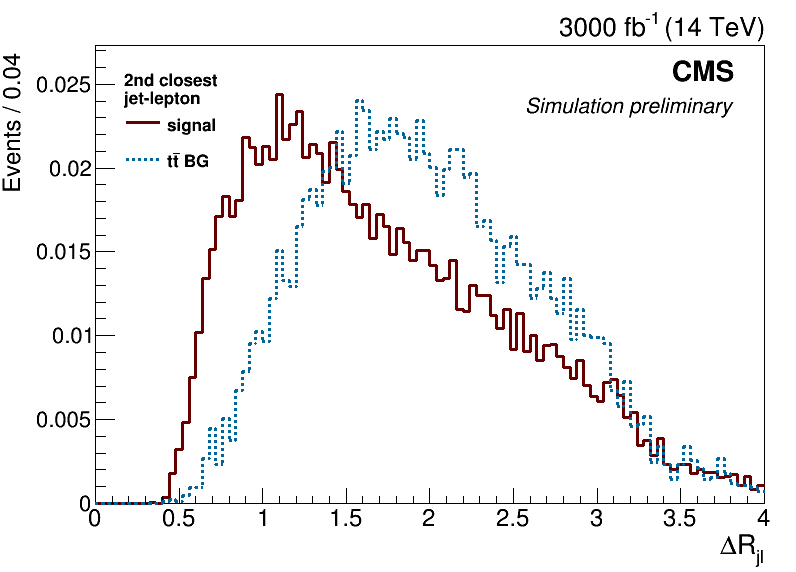 3000 fb⁻¹ (14 TeV)
CMS
Simulation preliminary
2nd closest
jet-lepton
signal
tt̄ BG
Events / 0.04
0.025
0.02
0.015
0.01
0.005
0
0 0.5 1 1.5 2 2.5 3 3.5 4
ΔR_jl